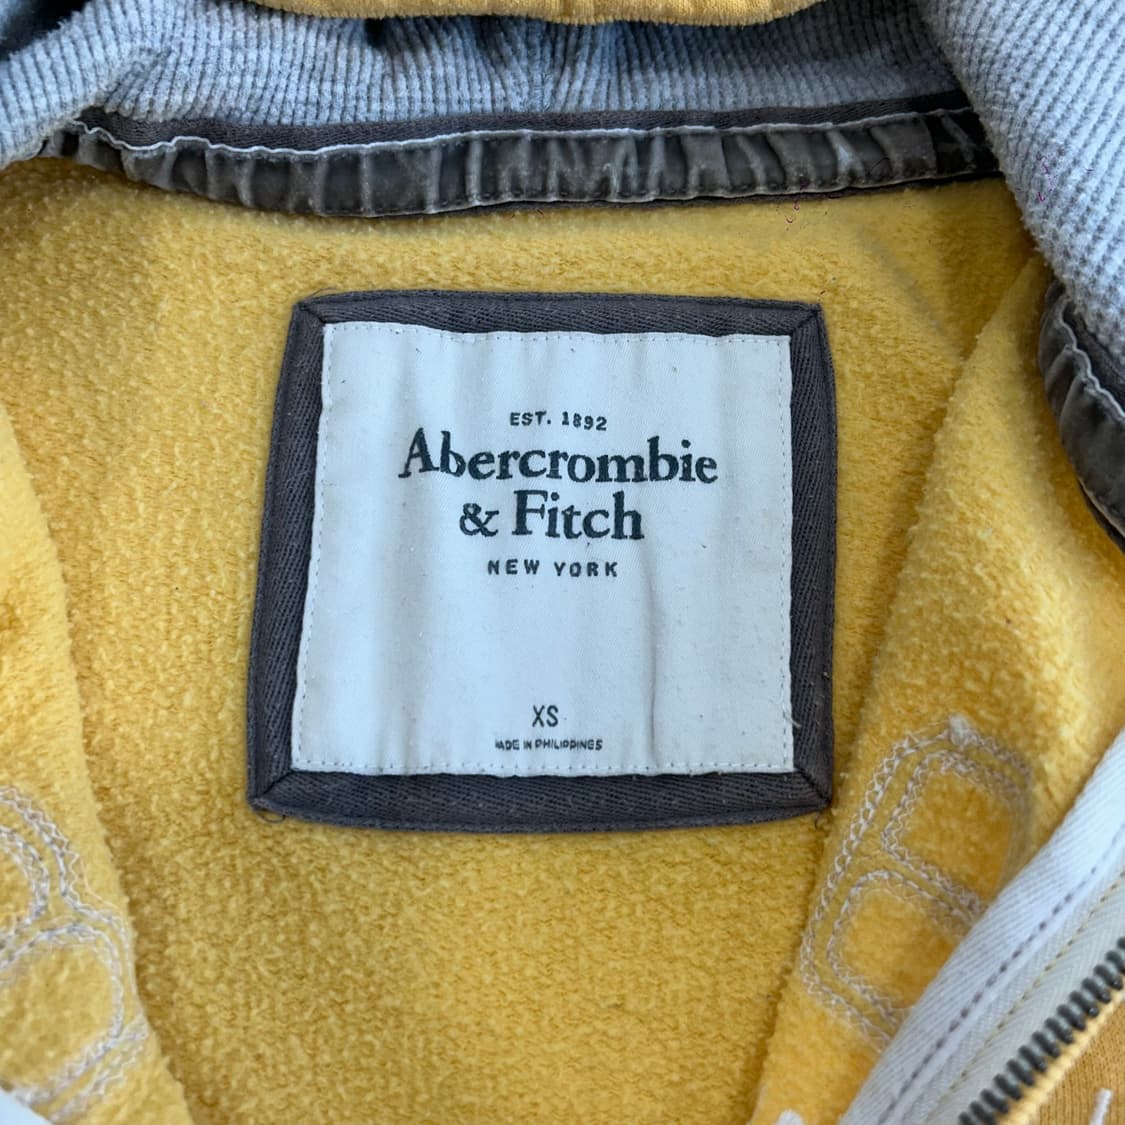 EST. 1892
Abercrombie
& Fitch
NEW YORK
XS
MADE IN PHILIPPINES